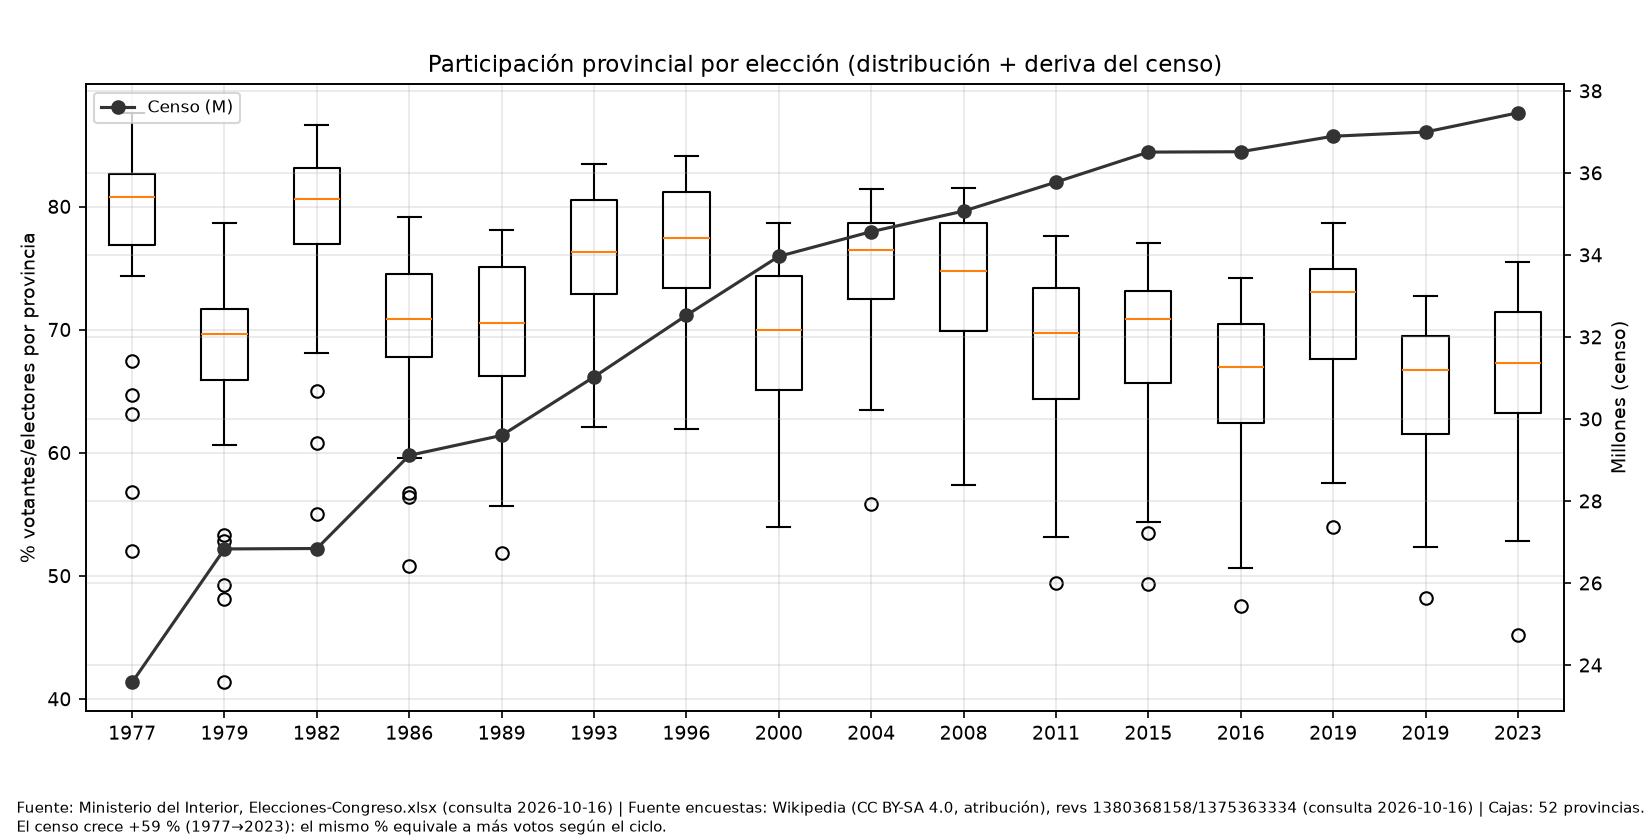 Participación provincial por elección (distribución + deriva del censo)
Censo (M)
% votantes/electores por provincia
80
70
60
50
40
38
36
34
32
30
28
26
24
Millones (censo)
1977 1979 1982 1986 1989 1993 1996 2000 2004 2008 2011 2015 2016 2019 2019 2023
Fuente: Ministerio del Interior, Elecciones-Congreso.xlsx (consulta 2026-10-16) | Fuente encuestas: Wikipedia (CC BY-SA 4.0, atribución), revs 1380368158/1375363334 (consulta 2026-10-16) | Cajas: 52 provincias.
El censo crece +59 % (1977→2023): el mismo % equivale a más votos según el ciclo.